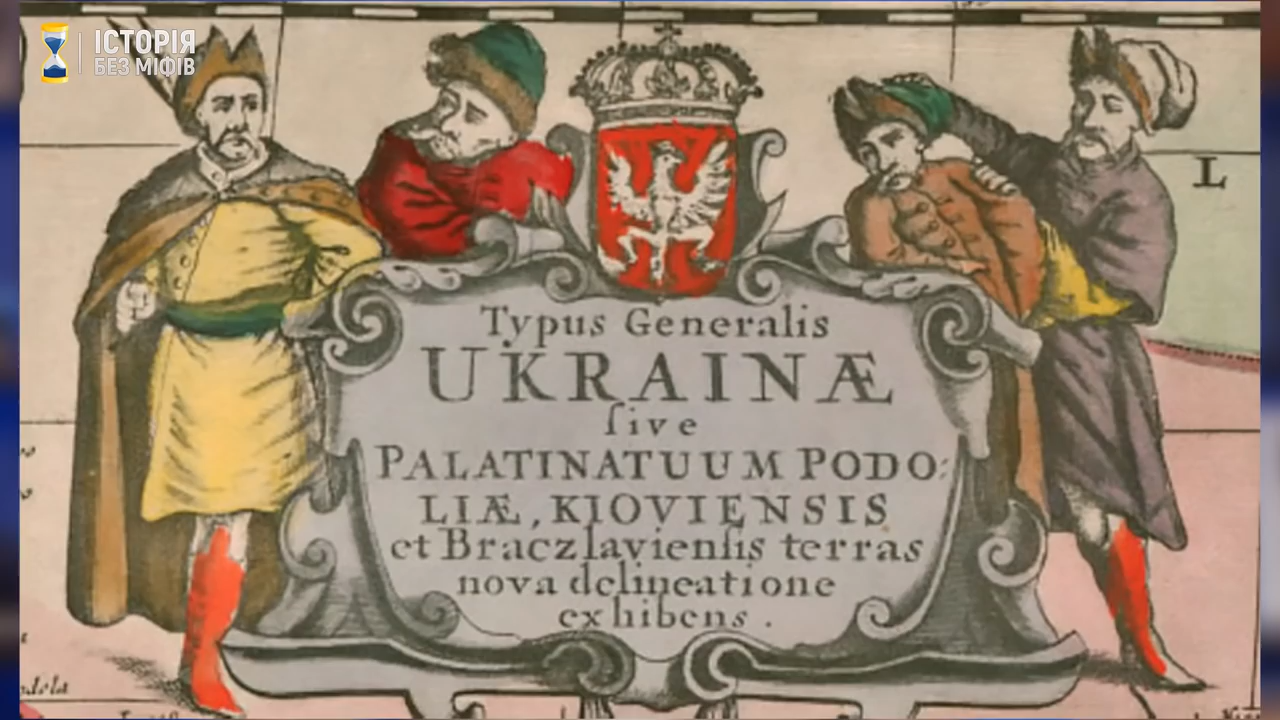 ІСТОРІЯ
БЕЗ МІФІВ
L
Typus Generalis
UKRAINÆ
ſive
PALATINATUUM PODO:
LIÆ, KIOVIENSIS
et Braczlavienſis terras
nova delineatione
exhibens .